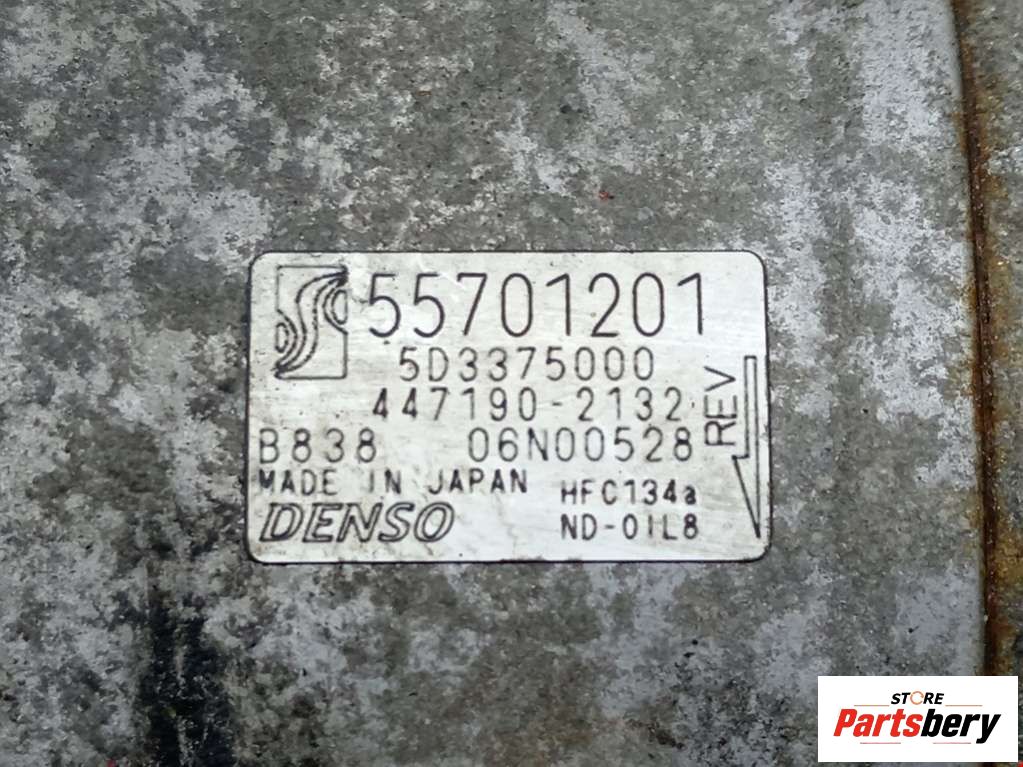 55701201
5D3375000
447190-2132
B838 06N00528
REV
MADE IN JAPAN HFC134a
DENSO ND-OIL8
STORE
Partsbery